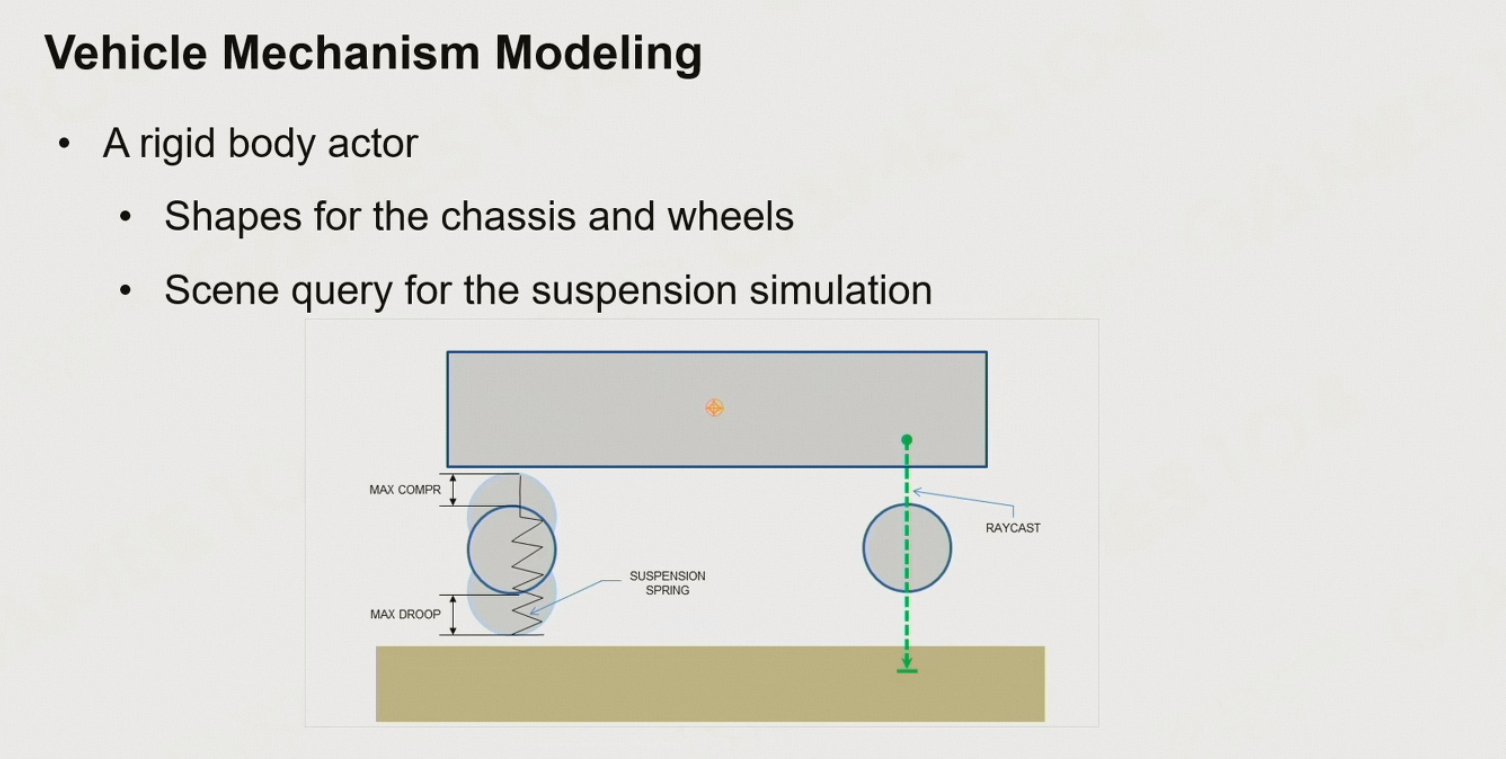 Vehicle Mechanism Modeling
• A rigid body actor
• Shapes for the chassis and wheels
• Scene query for the suspension simulation
MAX COMPR
RAYCAST
SUSPENSION
SPRING
MAX DROOP